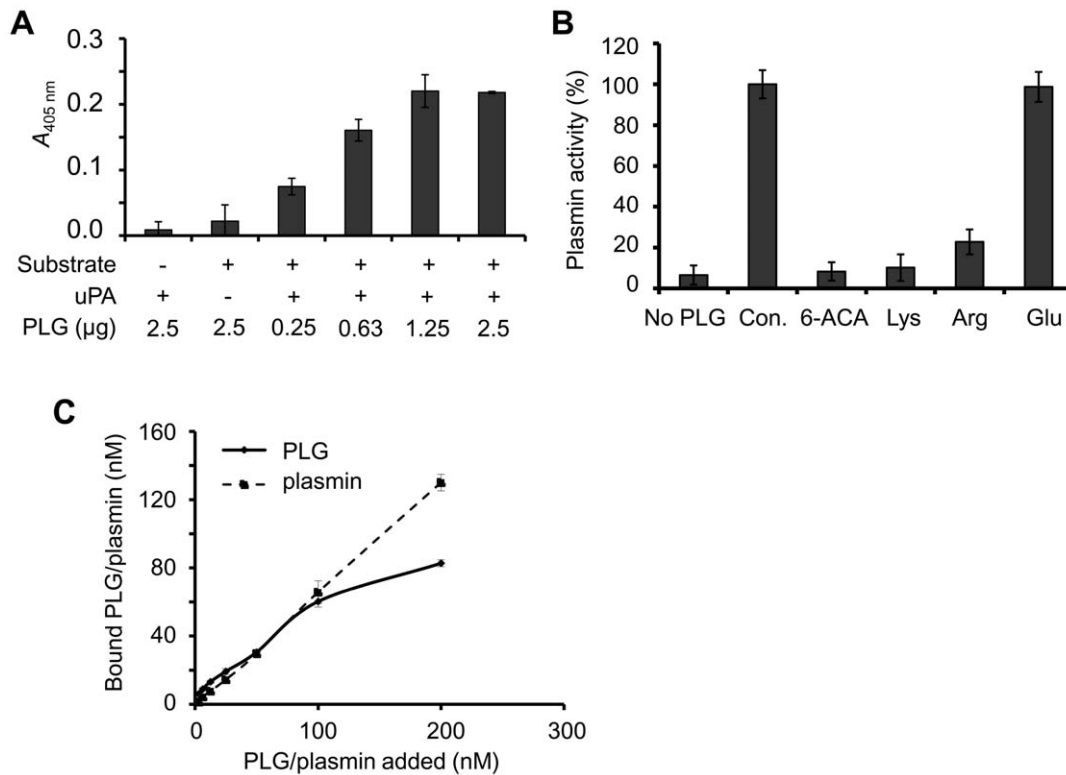 A
0.3
0.2
0.1
0.0
A405 nm
Substrate - + + + + +
uPA + - + + + +
PLG (µg) 2.5 2.5 0.25 0.63 1.25 2.5
B
120
100
80
60
40
20
0
Plasmin activity (%)
No PLG Con. 6-ACA Lys Arg Glu
C
160
120
80
40
0
Bound PLG/plasmin (nM)
PLG
plasmin
0 100 200 300
PLG/plasmin added (nM)